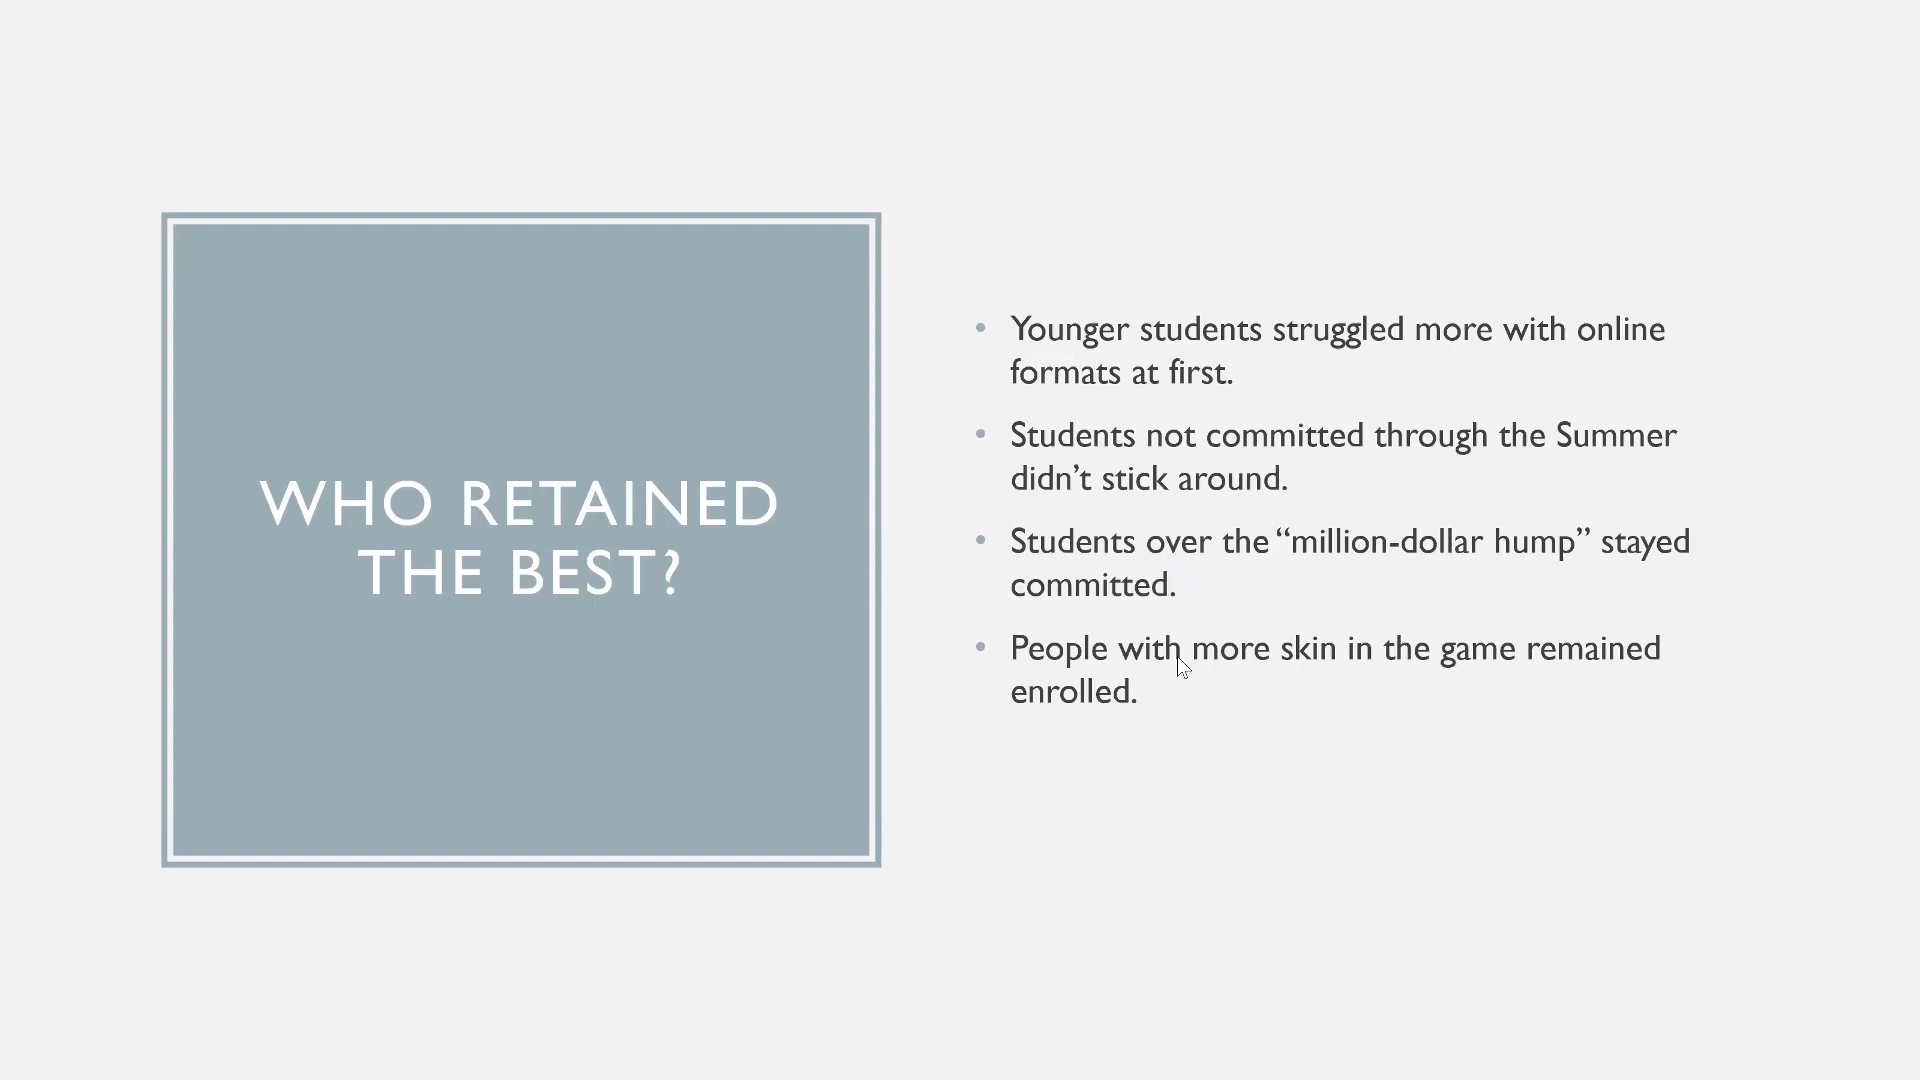 WHO RETAINED
THE BEST?
• Younger students struggled more with online
formats at first.
• Students not committed through the Summer
didn’t stick around.
• Students over the “million-dollar hump” stayed
committed.
• People with more skin in the game remained
enrolled.